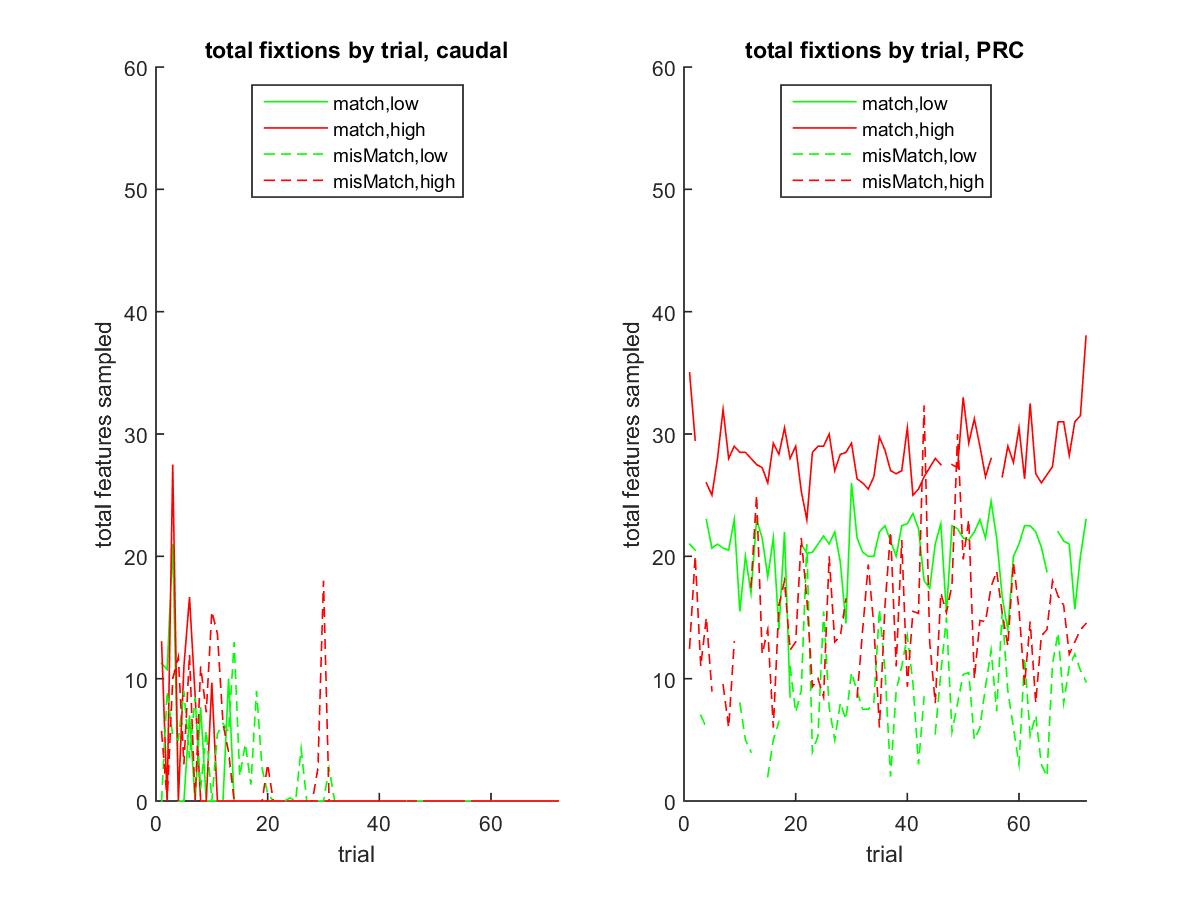 total fixtions by trial, caudal
match,low
match,high
misMatch,low
misMatch,high
60
50
40
30
20
10
0
total features sampled
0 20 40 60
trial
total fixtions by trial, PRC
match,low
match,high
misMatch,low
misMatch,high
60
50
40
30
20
10
0
total features sampled
0 20 40 60
trial